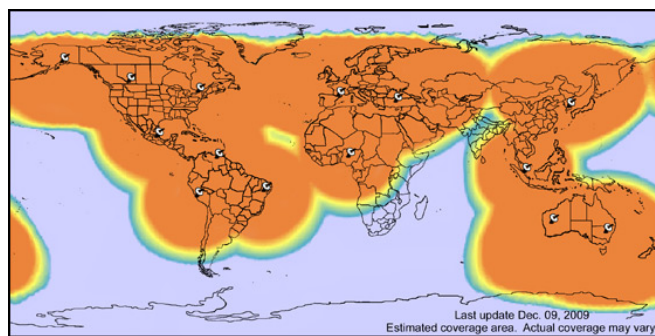 Last update Dec. 09, 2009
Estimated coverage area. Actual coverage may vary.